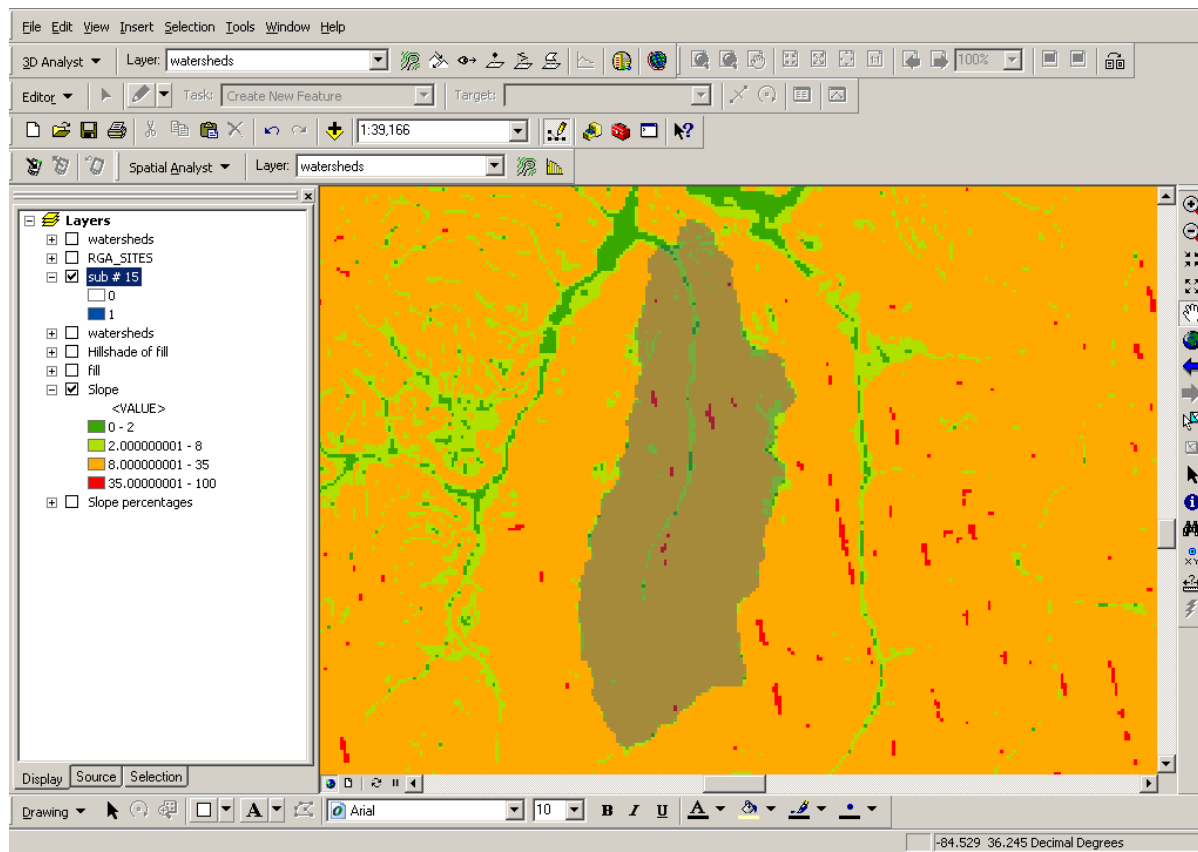 File Edit View Insert Selection Tools Window Help
3D Analyst Layer: watersheds 100%
Editor Task: Create New Feature Target:
1:39,166
Spatial Analyst Layer: watersheds
Layers
watersheds
RGA_SITES
sub # 15
0
1
watersheds
Hillshade of fill
fill
Slope
<VALUE>
0 - 2
2.000000001 - 8
8.000000001 - 35
35.00000001 - 100
Slope percentages
Display Source Selection
Drawing A Arial 10 B I U A
-84.529 36.245 Decimal Degrees